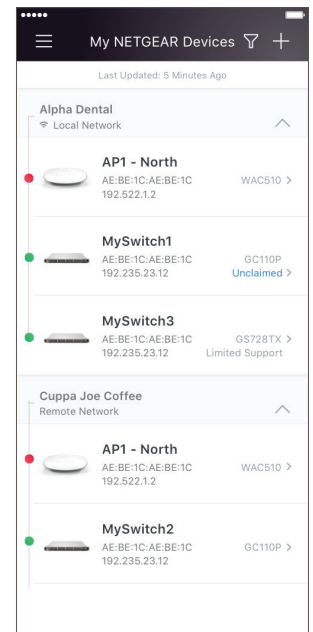 My NETGEAR Devices
Last Updated: 5 Minutes Ago
Alpha Dental
Local Network
AP1 - North
AE:BE:1C:AE:BE:1C
WAC510
192.522.1.2
MySwitch1
AE:BE:1C:AE:BE:1C
GC110P
192.235.23.12
Unclaimed
MySwitch3
AE:BE:1C:AE:BE:1C
GS728TX
192.235.23.12
Limited Support
Cuppa Joe Coffee
Remote Network
AP1 - North
AE:BE:1C:AE:BE:1C
WAC510
192.522.1.2
MySwitch2
AE:BE:1C:AE:BE:1C
GC110P
192.235.23.12